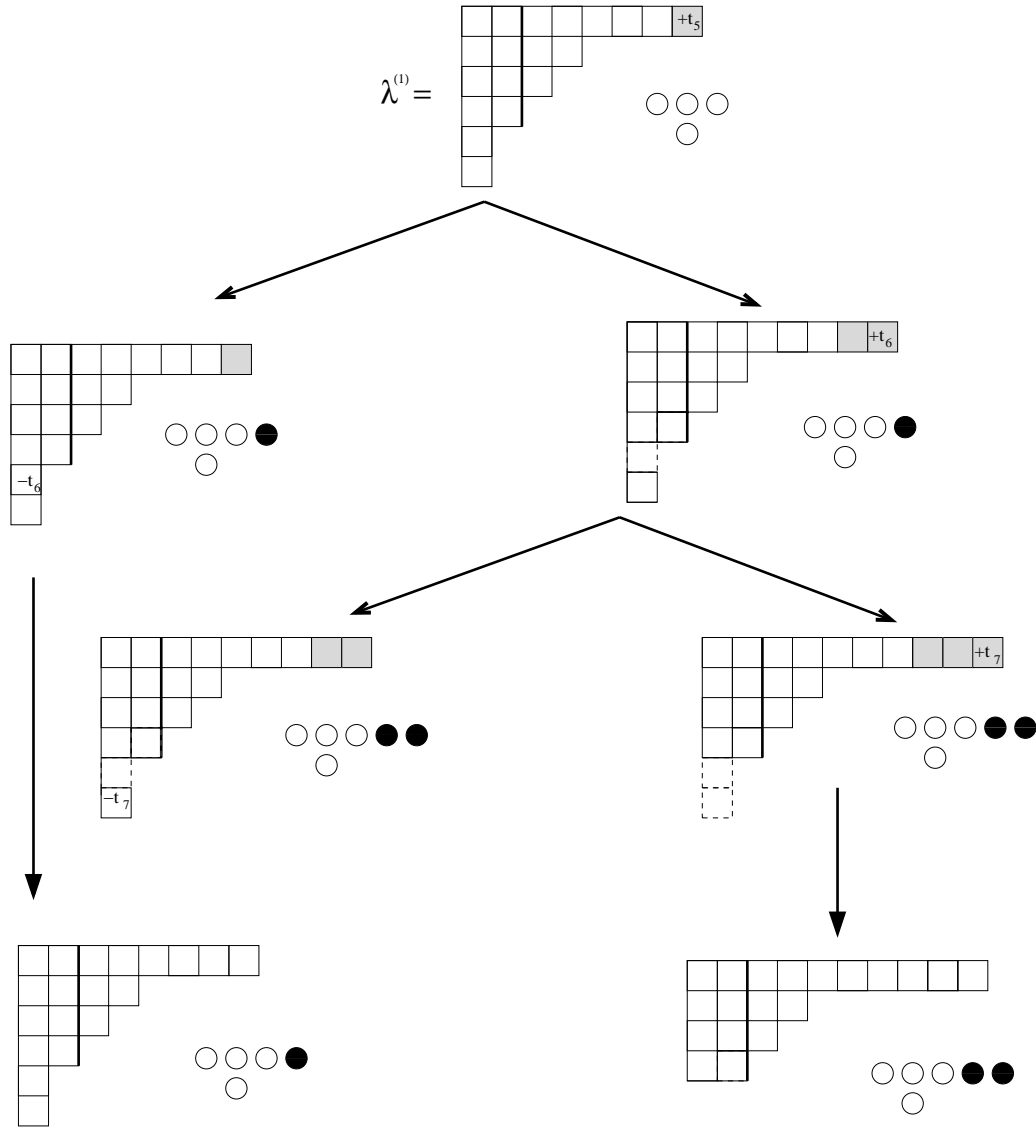 +t₅
λ⁽¹⁾=
+t₆
−t₆
+t₇
−t₇